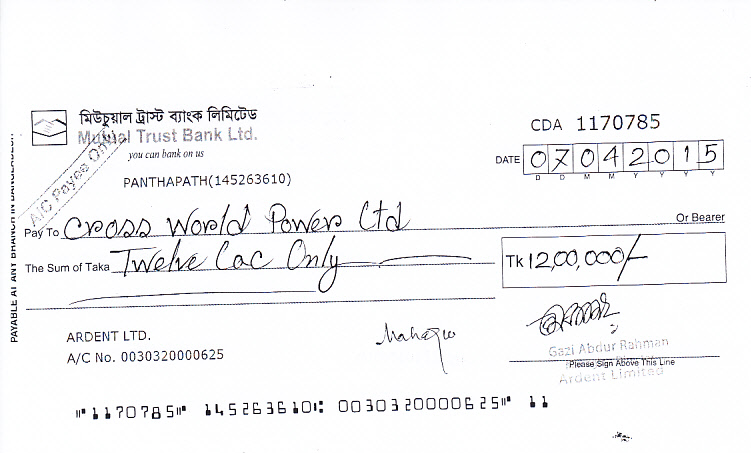 মিউচুয়াল ট্রাস্ট ব্যাংক লিমিটেড
Mutual Trust Bank Ltd.
you can bank on us
PANTHAPATH(145263610)
A/C Payee Only
CDA 1170785
DATE 07042015
D D M M Y Y Y Y
Pay To Cross World Power Ltd Or Bearer
The Sum of Taka Twelve Lac Only Tk 12,00,000/-
PAYABLE AT ANY BRANCH IN BANGLADESH
ARDENT LTD.
A/C No. 0030320000625
Gazi Abdur Rahman
Please Sign Above This Line
Ardent Limited
⑈1170785⑈ 145263610⑆ 0030320000625⑈ 11